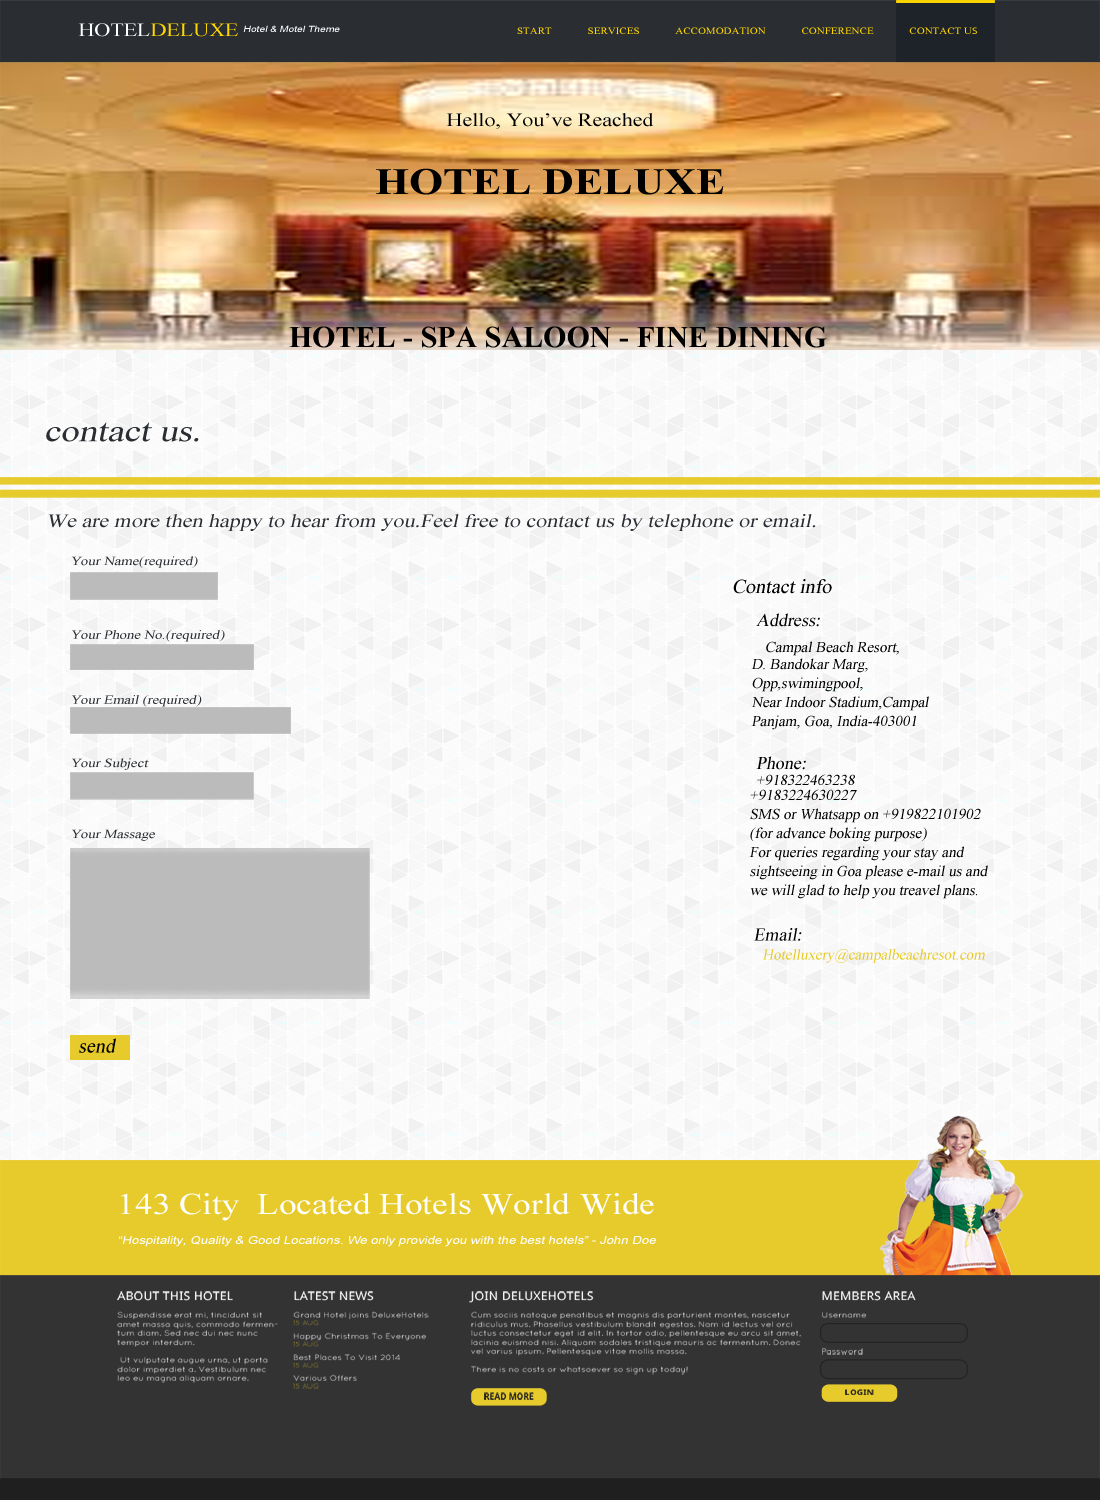 HOTELDELUXE Hotel & Motel Theme
START SERVICES ACCOMODATION CONFERENCE CONTACT US
Hello, You've Reached
HOTEL DELUXE
HOTEL - SPA SALOON - FINE DINING
contact us.
We are more then happy to hear from you.Feel free to contact us by telephone or email.
Your Name(required)
Your Phone No.(required)
Your Email (required)
Your Subject
Your Massage
send
Contact info
Address:
Campal Beach Resort,
D. Bandokar Marg,
Opp,swimingpool,
Near Indoor Stadium,Campal
Panjam, Goa, India-403001
Phone:
+918322463238
+9183224630227
SMS or Whatsapp on +919822101902
(for advance boking purpose)
For queries regarding your stay and
sightseeing in Goa please e-mail us and
we will glad to help you treavel plans.
Email:
Hotelluxery@campalbeachresot.com
143 City Located Hotels World Wide
"Hospitality, Quality & Good Locations. We only provide you with the best hotels" - John Doe
ABOUT THIS HOTEL
Suspendisse erat mi, tincidunt sit
amet massa quis, commodo fermen-
tum diam. Sed nec dui nec nunc
tempor interdum.
Ut vulputate augue urna, ut porta
dolor imperdiet a. Vestibulum nec
leo eu magna aliquam ornare.
LATEST NEWS
Grand Hotel joins DeluxeHotels
15 AUG
Happy Christmas To Everyone
15 AUG
Best Places To Visit 2014
15 AUG
Various Offers
15 AUG
JOIN DELUXEHOTELS
Cum sociis natoque penatibus et magnis dis parturient montes, nascetur
ridiculus mus. Phasellus vestibulum blandit egestas. Nam id lectus vel orci
luctus consectetur eget id elit. In tortor odio, pellentesque eu arcu sit amet,
lacinia euismod nisi. Aliquam sodales tristique mauris ac fermentum. Donec
vel varius ipsum. Pellentesque vitae mollis massa.
There is no costs or whatsoever so sign up today!
READ MORE
MEMBERS AREA
Username
Password
LOGIN